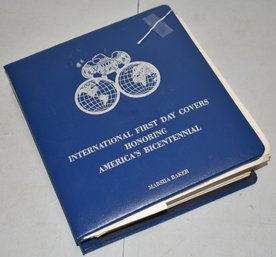 INTERNATIONAL FIRST DAY COVERS
HONORING
AMERICA'S BICENTENNIAL
MARSHA BAKER